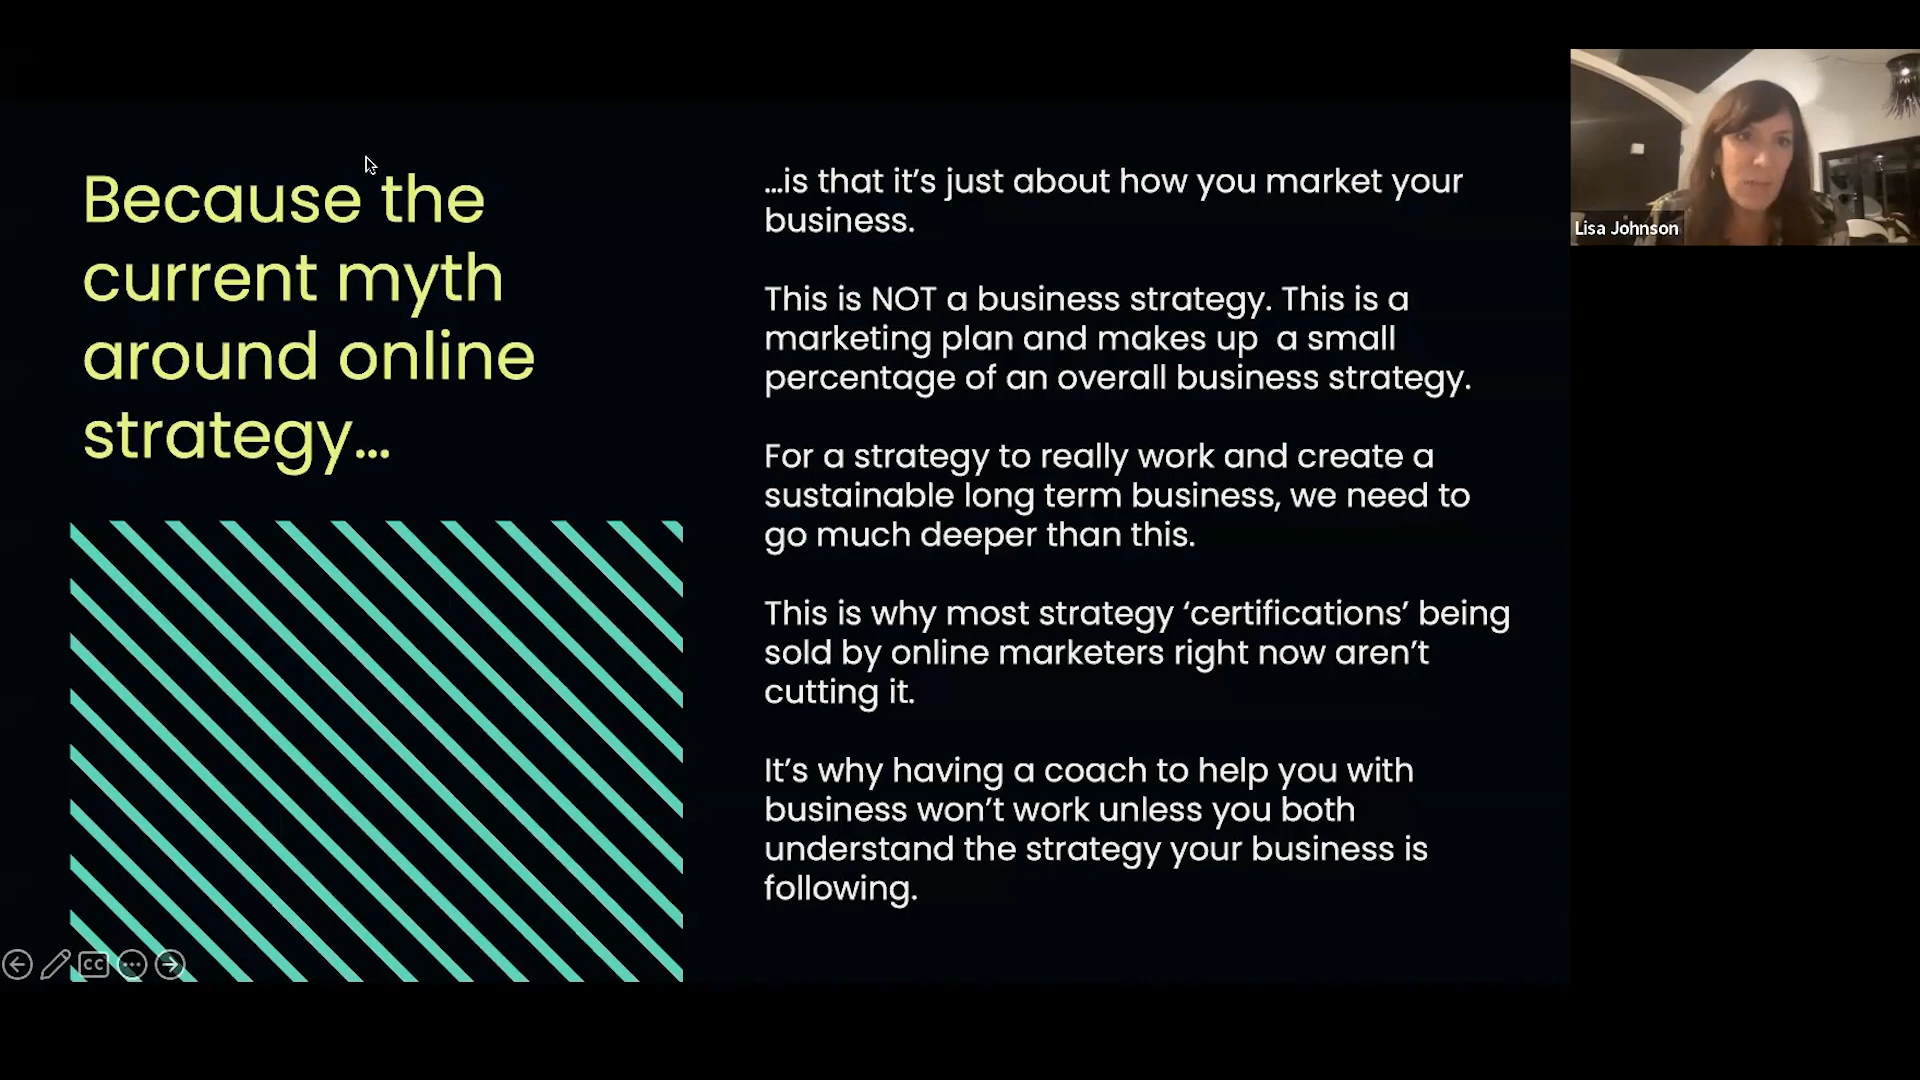 Because the
current myth
around online
strategy...
...is that it's just about how you market your
business.
This is NOT a business strategy. This is a
marketing plan and makes up  a small
percentage of an overall business strategy.
For a strategy to really work and create a
sustainable long term business, we need to
go much deeper than this.
This is why most strategy ‘certifications’ being
sold by online marketers right now aren’t
cutting it.
It’s why having a coach to help you with
business won’t work unless you both
understand the strategy your business is
following.
Lisa Johnson
CC